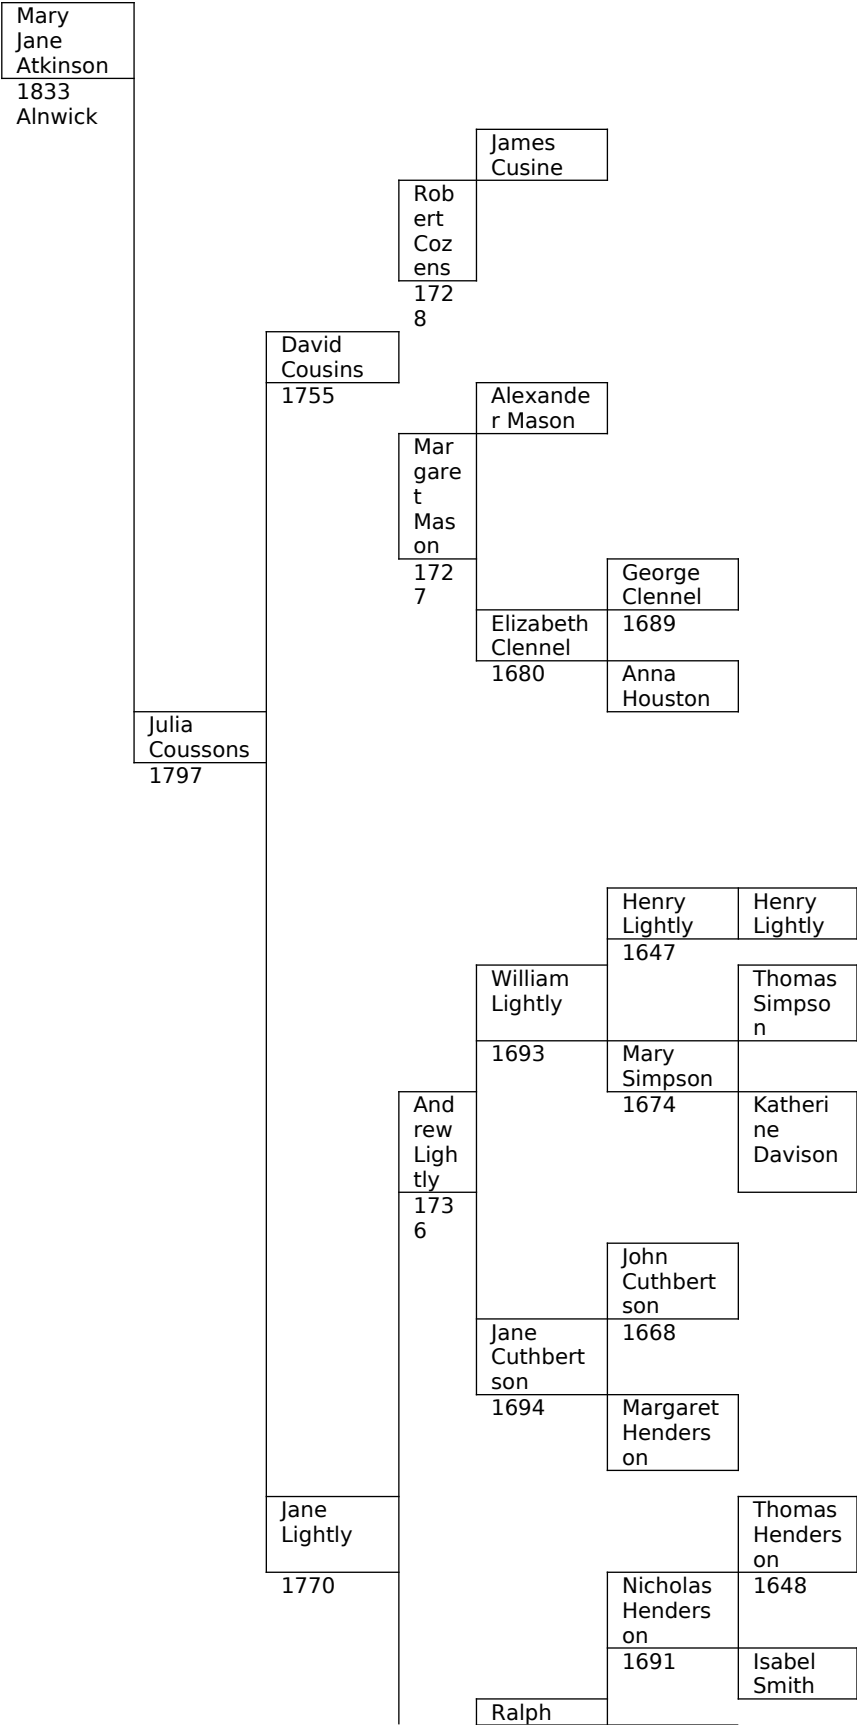 Mary
Jane
Atkinson
1833
Alnwick
James
Cusine
Rob
ert
Coz
ens
172
8
David
Cousins
1755
Alexande
r Mason
Mar
gare
t
Mas
on
172
7
George
Clennel
1689
Elizabeth
Clennel
1680
Anna
Houston
Julia
Coussons
1797
Henry
Lightly
1647
Henry
Lightly
William
Lightly
1693
Thomas
Simpso
n
Mary
Simpson
1674
And
rew
Ligh
tly
173
6
Katheri
ne
Davison
John
Cuthbert
son
1668
Jane
Cuthbert
son
1694
Margaret
Henders
on
Jane
Lightly
1770
Thomas
Henders
on
1648
Nicholas
Henders
on
1691
Isabel
Smith
Ralph